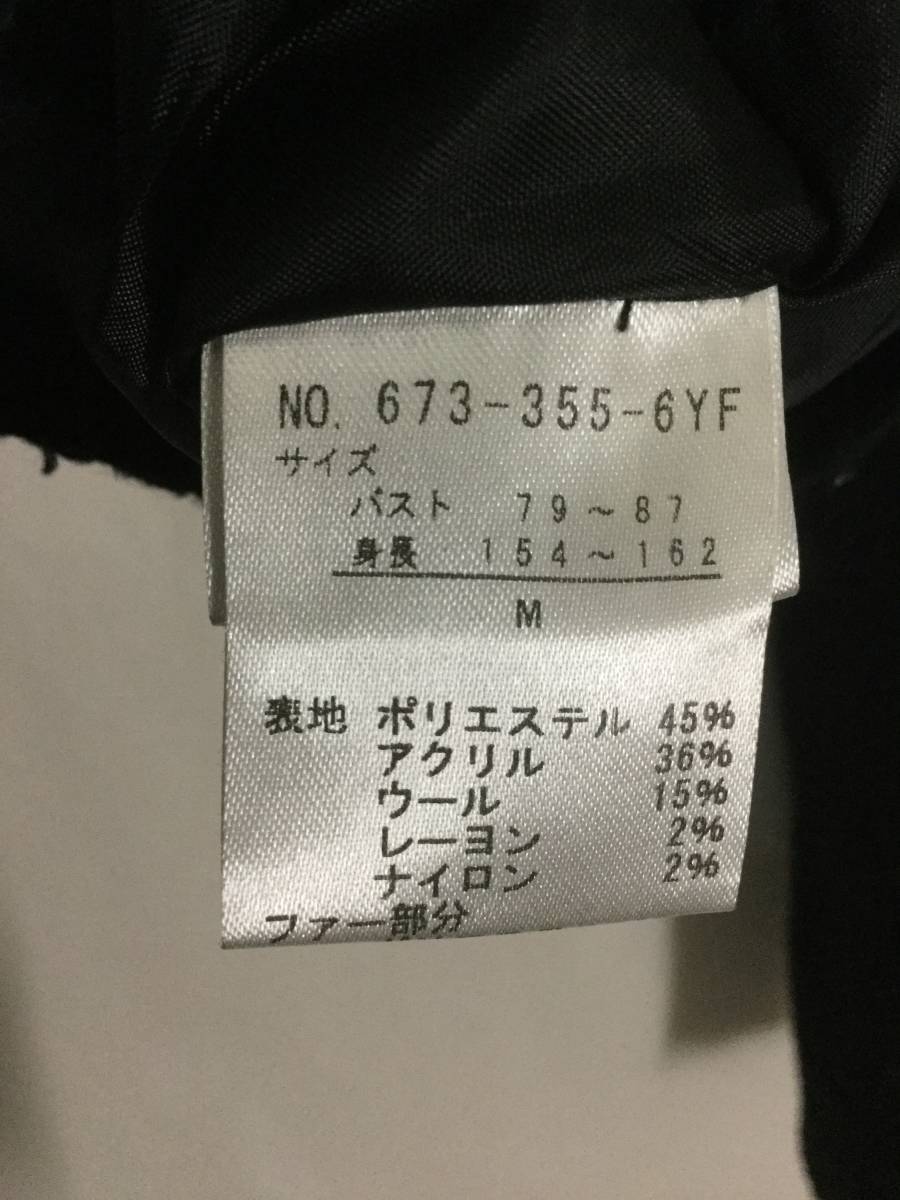 NO. 673-355-6YF
サイズ
バスト 79～87
身長 154～162
M
表地 ポリエステル 45%
アクリル 36%
ウール 15%
レーヨン 2%
ナイロン 2%
ファー部分